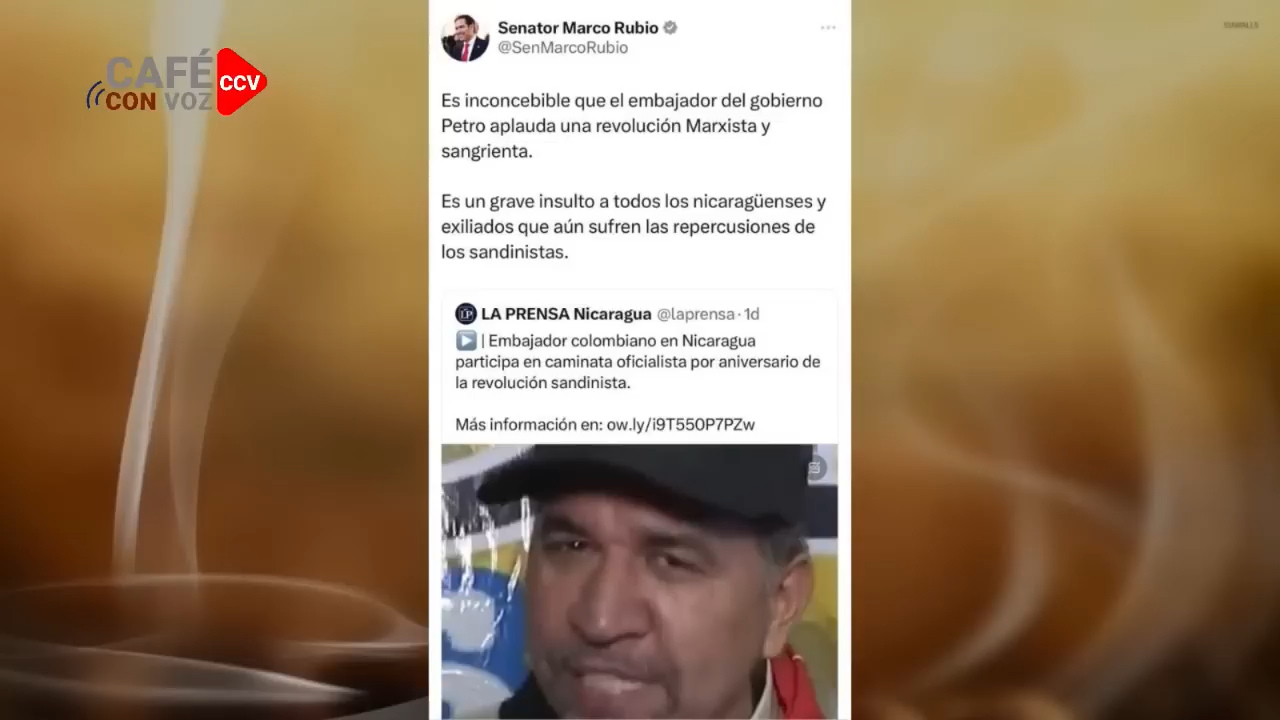 CAFÉ
CON VOZ
CCV
Senator Marco Rubio
@SenMarcoRubio
Es inconcebible que el embajador del gobierno
Petro aplauda una revolución Marxista y
sangrienta.
Es un grave insulto a todos los nicaragüenses y
exiliados que aún sufren las repercusiones de
los sandinistas.
LP LA PRENSA Nicaragua @laprensa · 1d
| Embajador colombiano en Nicaragua
participa en caminata oficialista por aniversario de
la revolución sandinista.
Más información en: ow.ly/i9T550P7PZw